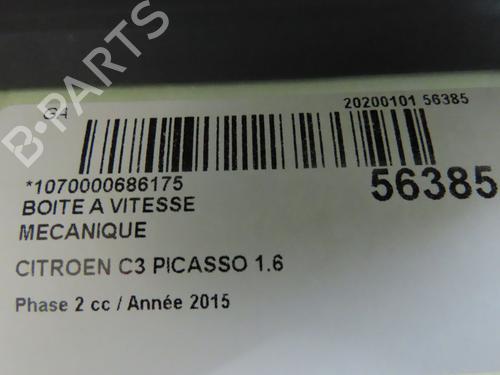 GA
20200101 56385
B-PARTS
*1070000686175
56385
BOITE A VITESSE
MECANIQUE
CITROEN C3 PICASSO 1.6
Phase 2 cc / Année 2015